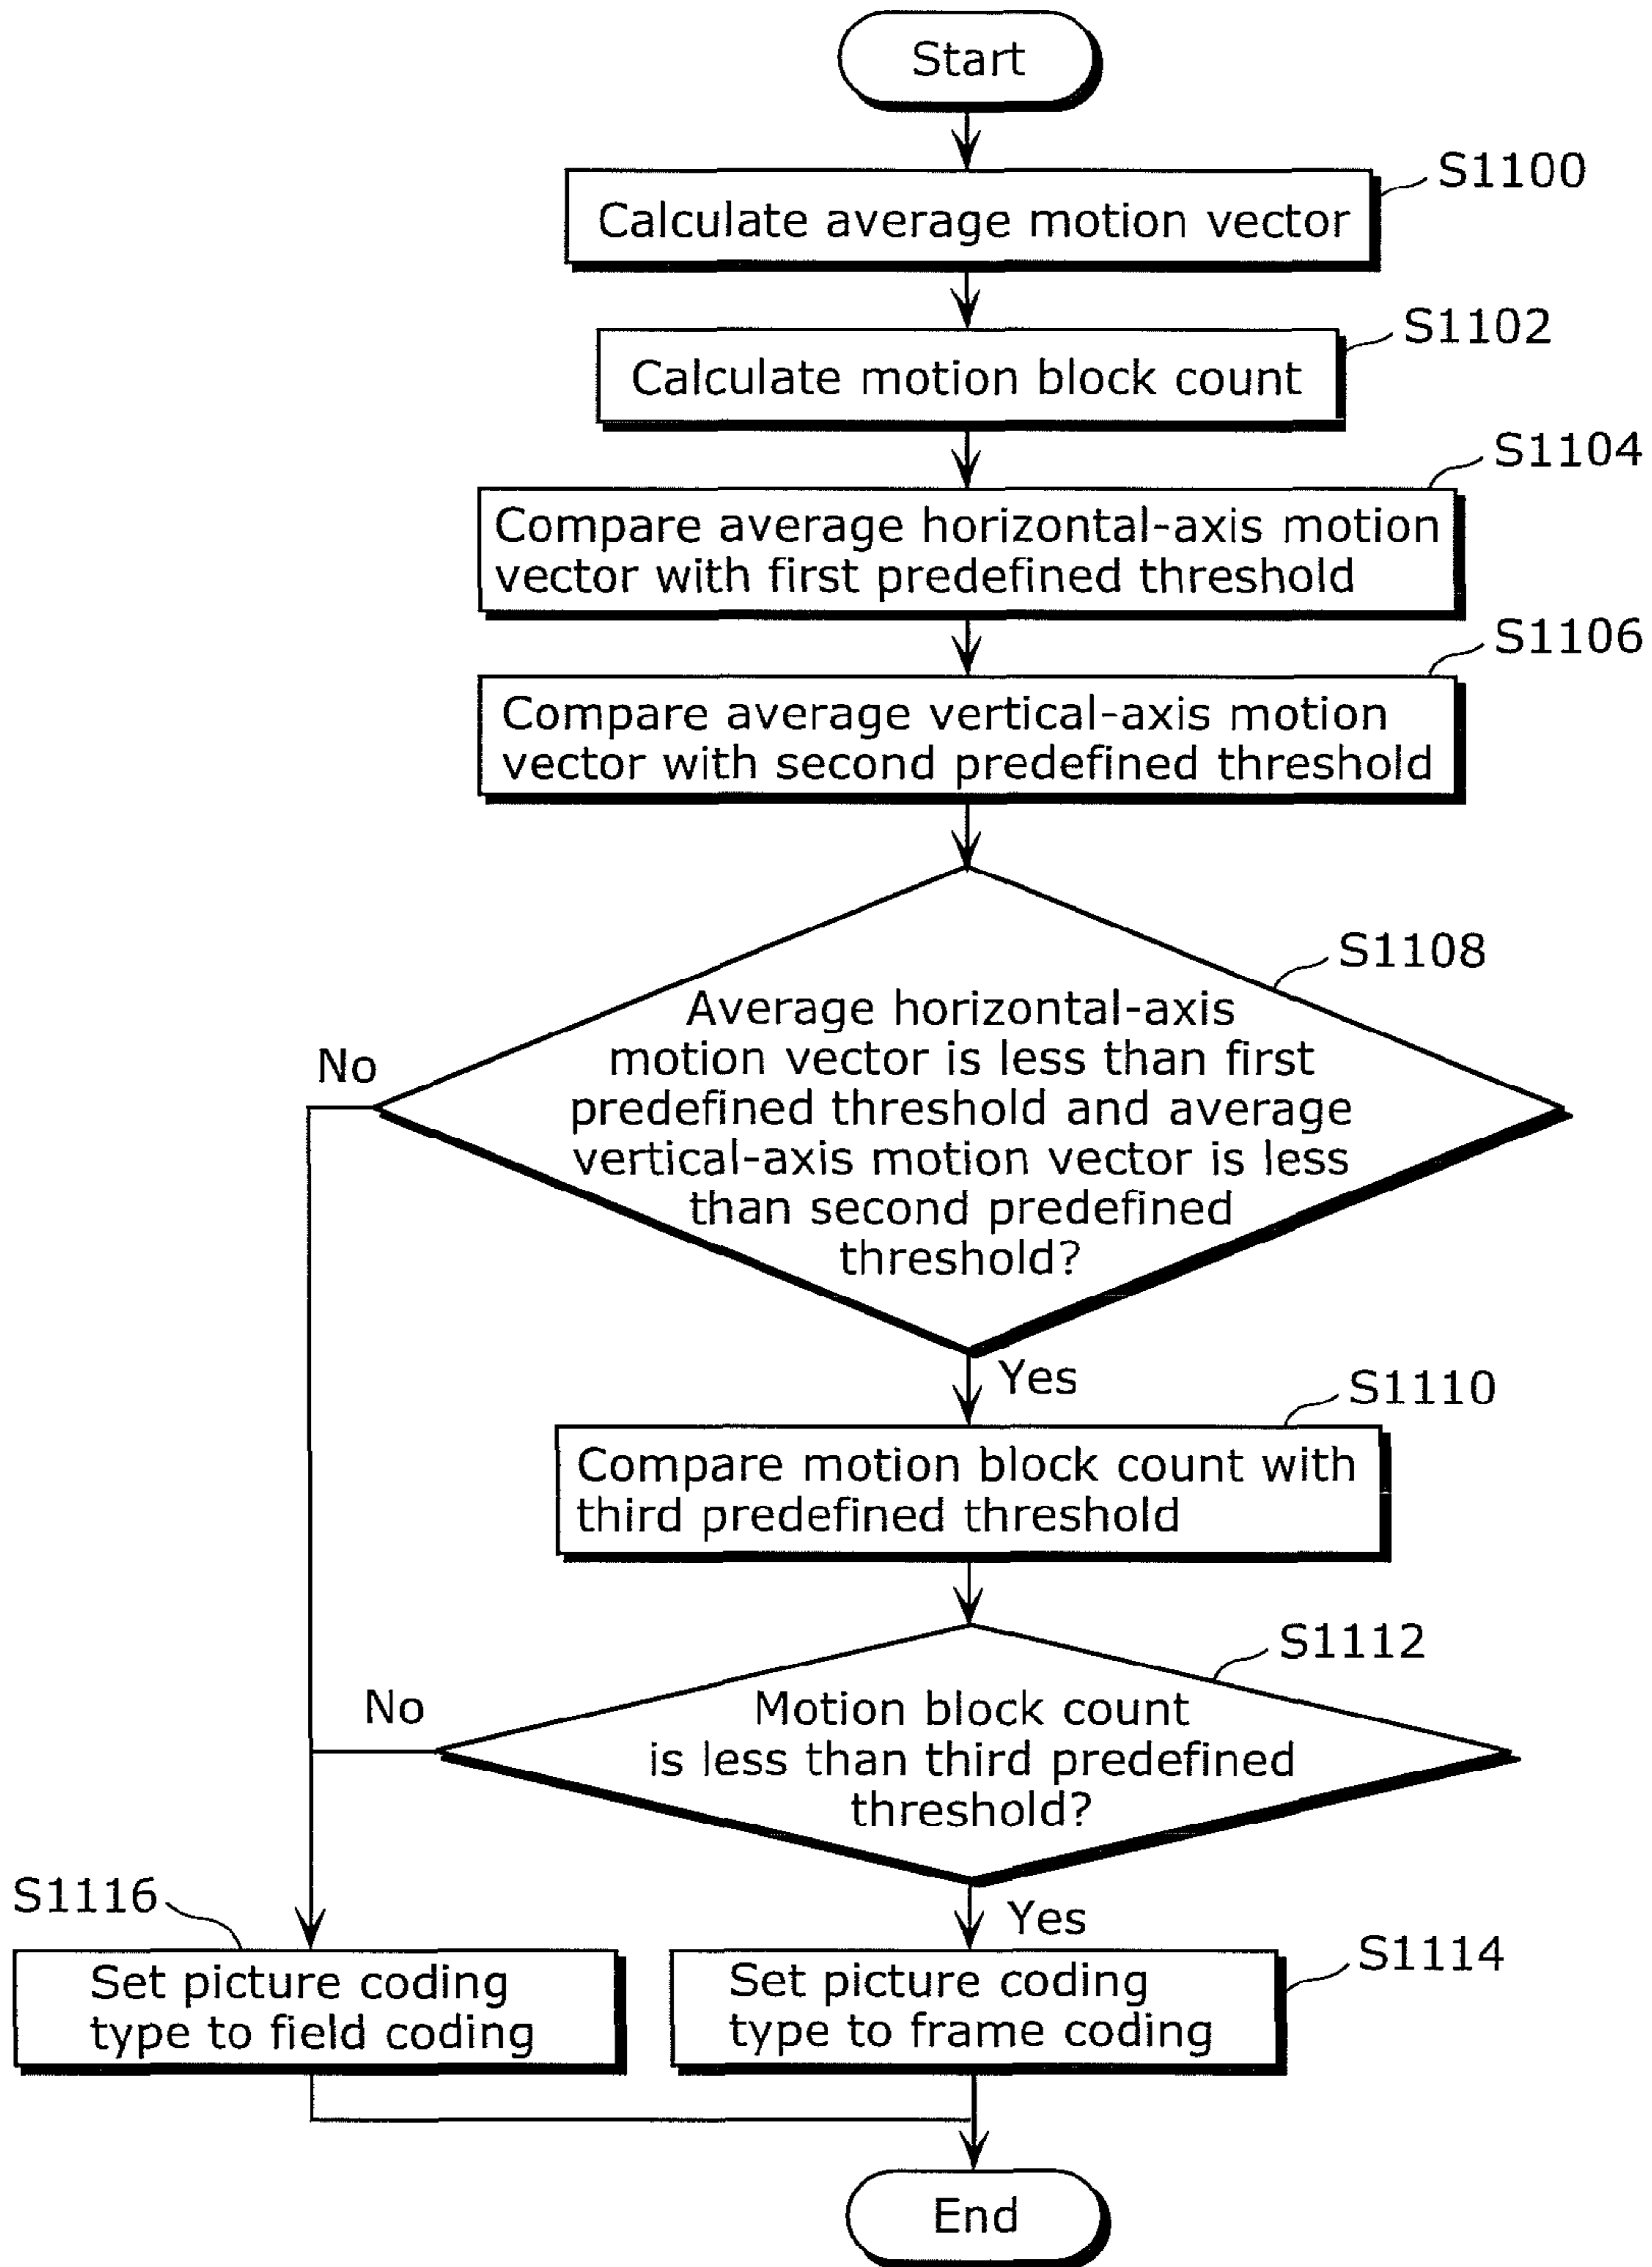 Start
S1100
Calculate average motion vector
S1102
Calculate motion block count
S1104
Compare average horizontal-axis motion
vector with first predefined threshold
S1106
Compare average vertical-axis motion
vector with second predefined threshold
S1108
Average horizontal-axis
motion vector is less than first
predefined threshold and average
vertical-axis motion vector is less
than second predefined
threshold?
No
Yes
S1110
Compare motion block count with
third predefined threshold
S1112
Motion block count
is less than third predefined
threshold?
No
Yes
S1116
Set picture coding
type to field coding
S1114
Set picture coding
type to frame coding
End